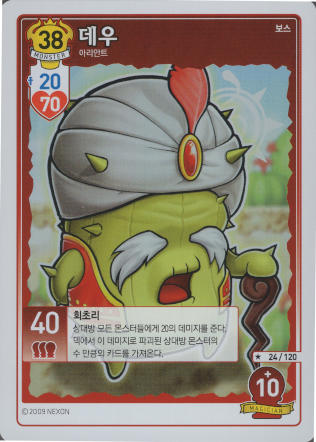 38
MONSTER
데우
아리안트
보스
20
70
40
회초리
상대방 모든 몬스터들에게 20의 데미지를 준다.
덱에서 이 데미지로 파괴된 상대방 몬스터의
수 만큼의 카드를 가져온다.
★ 24/120
+10
MAGICIAN
©2009 NEXON